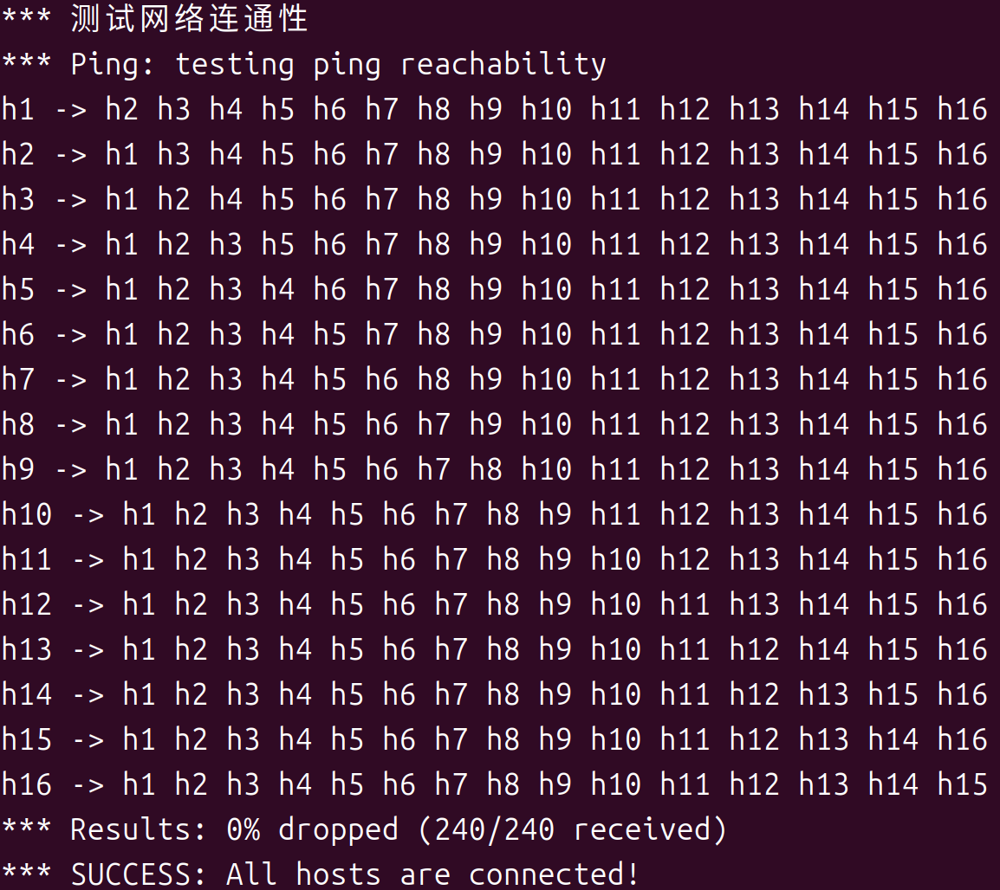 *** 测试网络连通性
*** Ping: testing ping reachability
h1 -> h2 h3 h4 h5 h6 h7 h8 h9 h10 h11 h12 h13 h14 h15 h16
h2 -> h1 h3 h4 h5 h6 h7 h8 h9 h10 h11 h12 h13 h14 h15 h16
h3 -> h1 h2 h4 h5 h6 h7 h8 h9 h10 h11 h12 h13 h14 h15 h16
h4 -> h1 h2 h3 h5 h6 h7 h8 h9 h10 h11 h12 h13 h14 h15 h16
h5 -> h1 h2 h3 h4 h6 h7 h8 h9 h10 h11 h12 h13 h14 h15 h16
h6 -> h1 h2 h3 h4 h5 h7 h8 h9 h10 h11 h12 h13 h14 h15 h16
h7 -> h1 h2 h3 h4 h5 h6 h8 h9 h10 h11 h12 h13 h14 h15 h16
h8 -> h1 h2 h3 h4 h5 h6 h7 h9 h10 h11 h12 h13 h14 h15 h16
h9 -> h1 h2 h3 h4 h5 h6 h7 h8 h10 h11 h12 h13 h14 h15 h16
h10 -> h1 h2 h3 h4 h5 h6 h7 h8 h9 h11 h12 h13 h14 h15 h16
h11 -> h1 h2 h3 h4 h5 h6 h7 h8 h9 h10 h12 h13 h14 h15 h16
h12 -> h1 h2 h3 h4 h5 h6 h7 h8 h9 h10 h11 h13 h14 h15 h16
h13 -> h1 h2 h3 h4 h5 h6 h7 h8 h9 h10 h11 h12 h14 h15 h16
h14 -> h1 h2 h3 h4 h5 h6 h7 h8 h9 h10 h11 h12 h13 h15 h16
h15 -> h1 h2 h3 h4 h5 h6 h7 h8 h9 h10 h11 h12 h13 h14 h16
h16 -> h1 h2 h3 h4 h5 h6 h7 h8 h9 h10 h11 h12 h13 h14 h15
*** Results: 0% dropped (240/240 received)
*** SUCCESS: All hosts are connected!